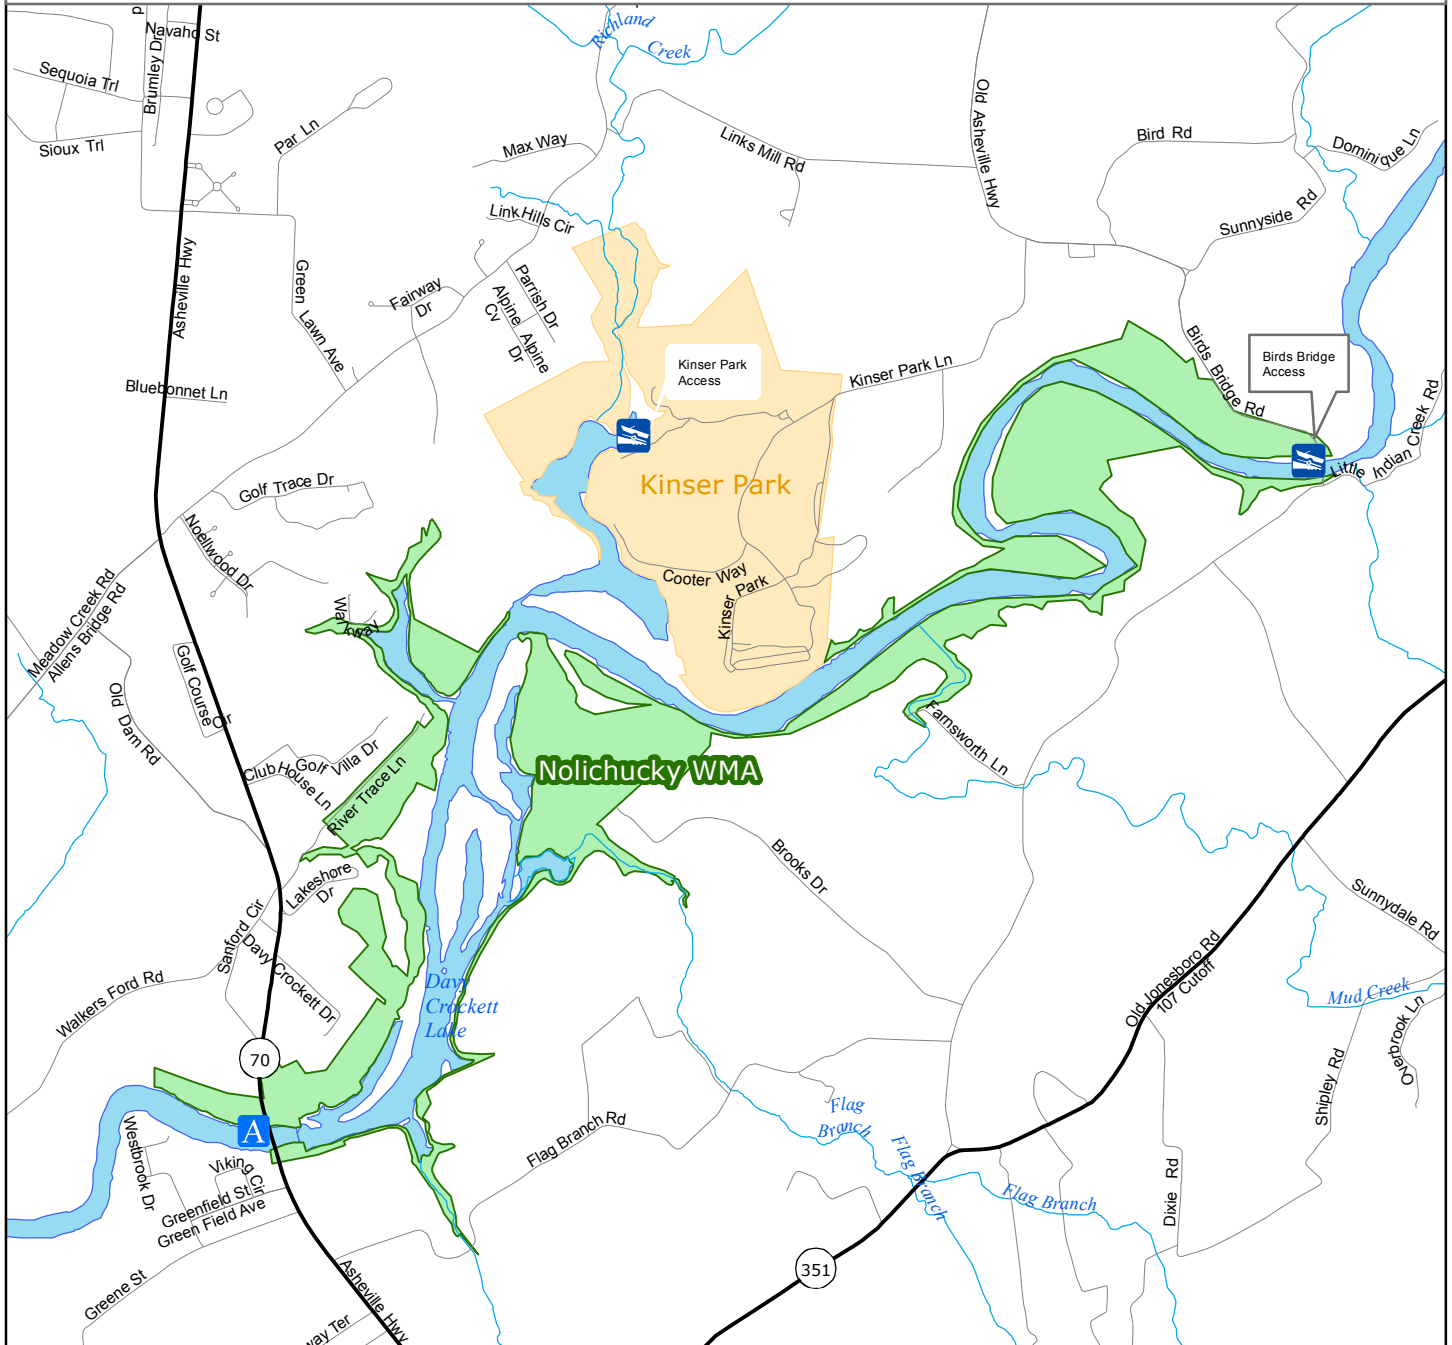 p
Navaho St
Richland
Creek
Sequoia Trl
Brumley Dr
Sioux Trl
Par Ln
Max Way
Links Mill Rd
Old Asheville Hwy
Bird Rd
Dominique Ln
Link Hills Cir
Sunnyside Rd
Asheville Hwy
Green Lawn Ave
Fairway
Dr
Parrish Dr
Alpine
Cv
Alpine
Dr
Kinser Park
Access
Kinser Park Ln
Birds Bridge Rd
Birds Bridge
Access
Bluebonnet Ln
Little Indian Creek Rd
Kinser Park
Golf Trace Dr
Noellwood Dr
Cooter Way
Kinser Park
Meadow Creek Rd
Allens Bridge Rd
Walkway
Golf Course Cir
Old Dam Rd
Farnsworth Ln
Golf Villa Dr
Club House Ln
River Trace Ln
Nolichucky WMA
Brooks Dr
Lakeshore
Dr
Sanford Cir
Davy Crockett Dr
Sunnydale Rd
Walkers Ford Rd
Davy
Crockett
Lake
Old Jonesboro Rd
107 Cutoff
Mud Creek
Overbrook Ln
70
Shipley Rd
A
Flag
Branch
Flag Branch Rd
Flag Branch
Flag Branch
Westbrook Dr
Viking Cir
Greenfield St
Green Field Ave
Dixie Rd
Greene St
Asheville Hwy
351
way Ter